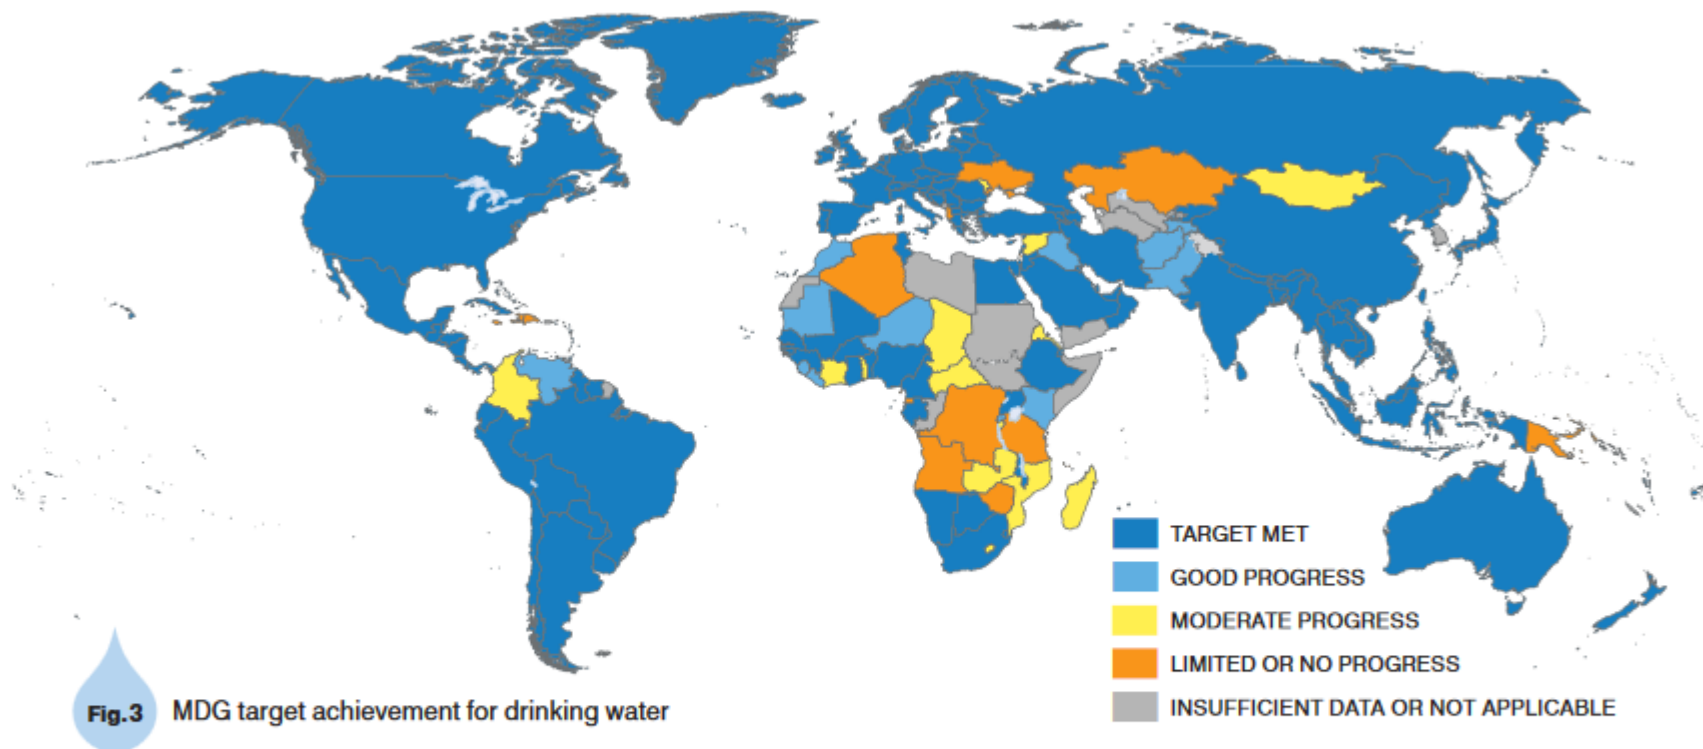 TARGET MET
GOOD PROGRESS
MODERATE PROGRESS
LIMITED OR NO PROGRESS
INSUFFICIENT DATA OR NOT APPLICABLE
Fig.3 MDG target achievement for drinking water